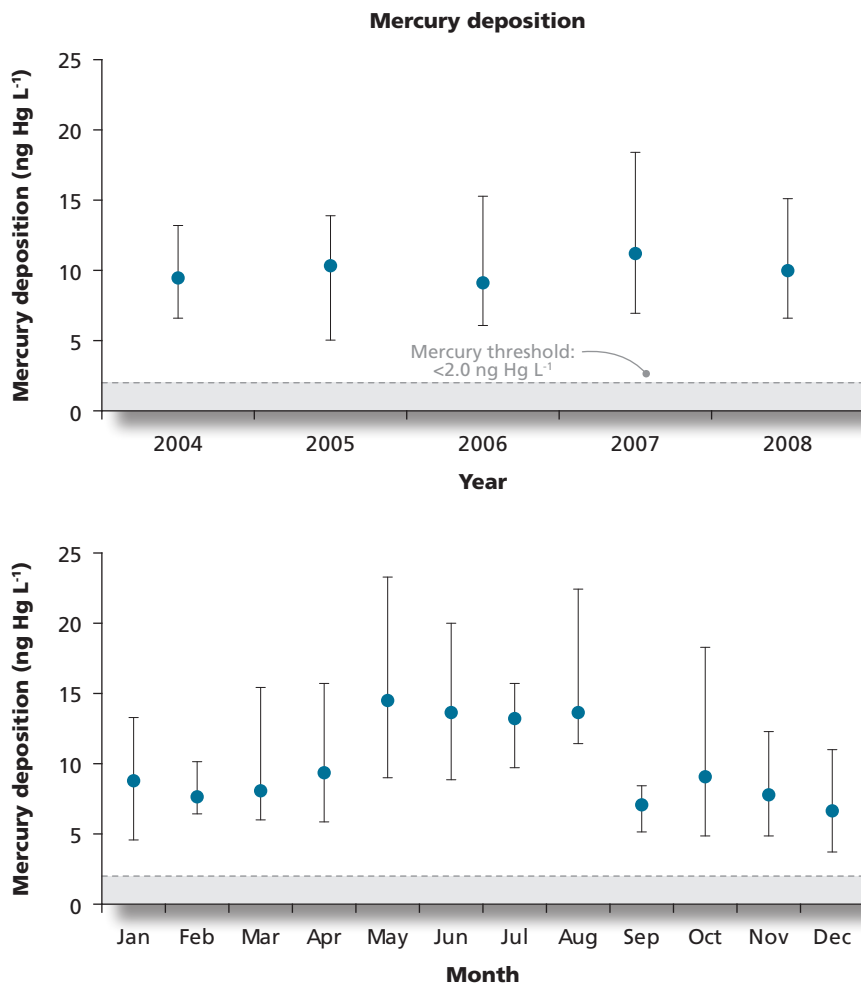 Mercury deposition
Mercury deposition (ng Hg L⁻¹)
25
20
15
10
5
0
Mercury threshold:
<2.0 ng Hg L⁻¹
2004 2005 2006 2007 2008
Year
Mercury deposition (ng Hg L⁻¹)
25
20
15
10
5
0
Jan Feb Mar Apr May Jun Jul Aug Sep Oct Nov Dec
Month